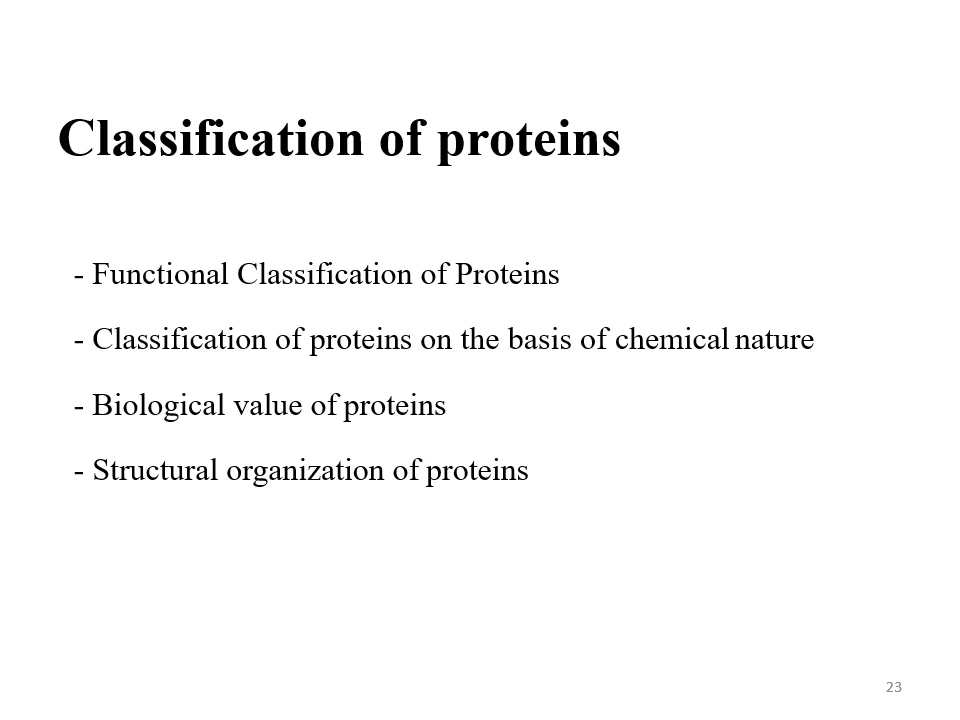 Classification of proteins
- Functional Classification of Proteins
- Classification of proteins on the basis of chemical nature
- Biological value of proteins
- Structural organization of proteins
23